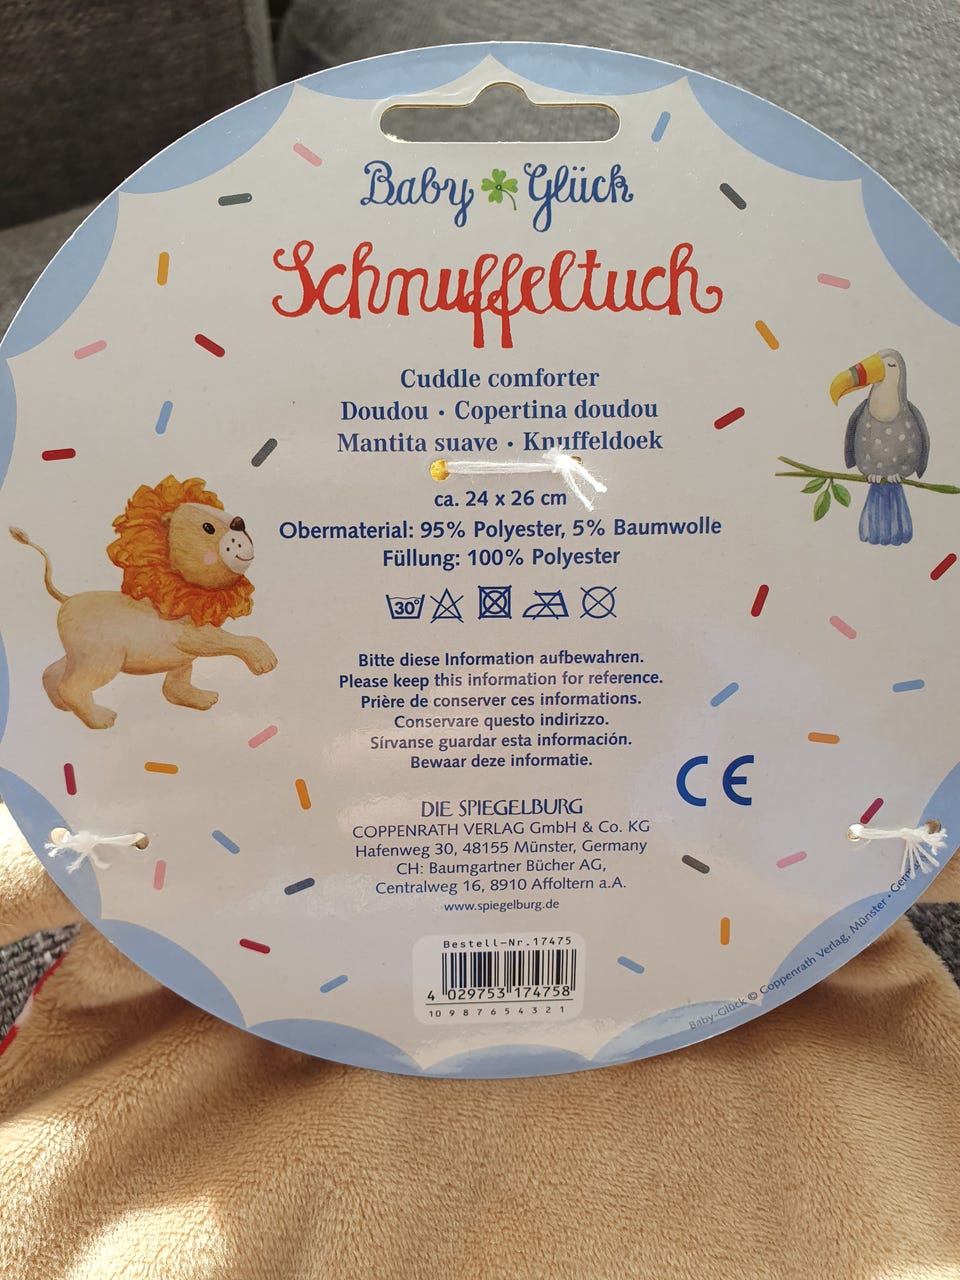 Baby Glück
Schnuffeltuch
Cuddle comforter
Doudou • Copertina doudou
Mantita suave • Knuffeldoek
ca. 24 x 26 cm
Obermaterial: 95% Polyester, 5% Baumwolle
Füllung: 100% Polyester
30°
Bitte diese Information aufbewahren.
Please keep this information for reference.
Prière de conserver ces informations.
Conservare questo indirizzo.
Sírvanse guardar esta información.
Bewaar deze informatie.
CE
DIE SPIEGELBURG
COPPENRATH VERLAG GmbH & Co. KG
Hafenweg 30, 48155 Münster, Germany
CH: Baumgartner Bücher AG,
Centralweg 16, 8910 Affoltern a.A.
www.spiegelburg.de
Bestell-Nr.17475
4 029753 174758
10 9 8 7 6 5 4 3 2 1
Baby-Glück © Coppenrath Verlag, Münster •